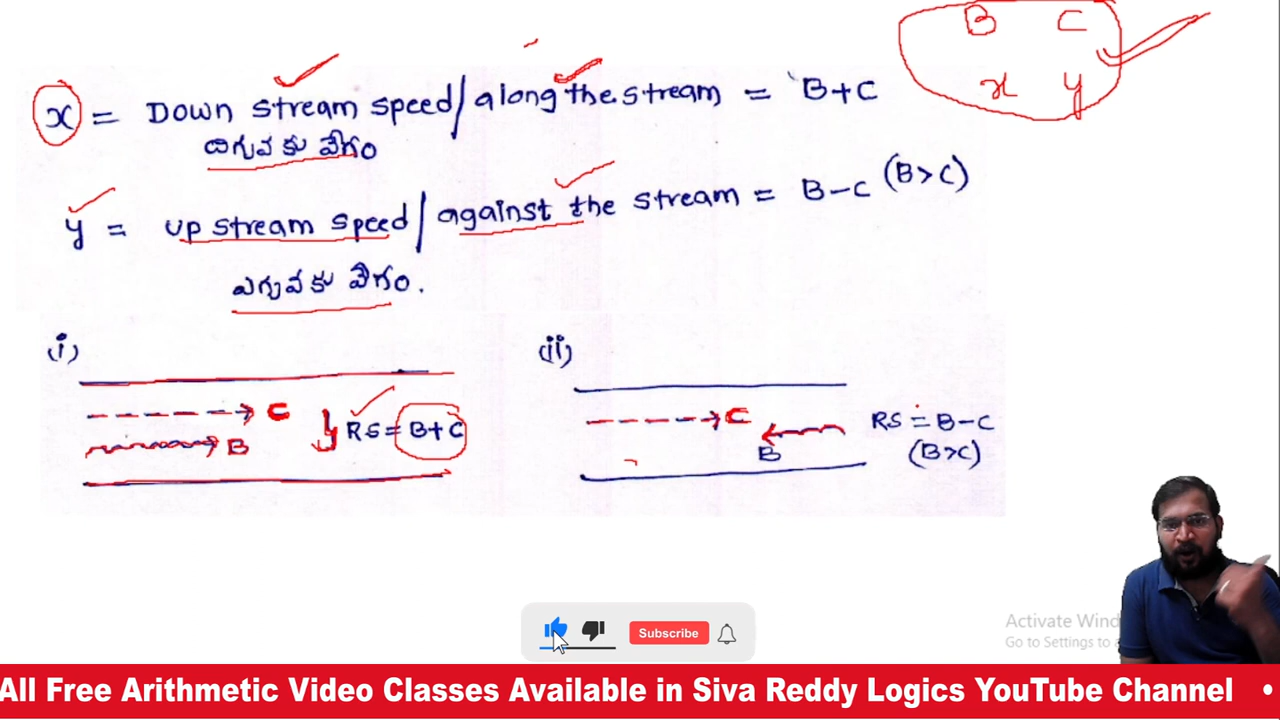 B C
x y
x = Down stream speed/along the stream = B+C
దిగువకు వేగం
y = up stream speed/against the stream = B-C (B>C)
ఎగువకు వేగం.
(i)
(ii)
C
B
RS = B+C
C
B
RS = B-C
(B>C)
Activate Wind
Go to Settings to a
Subscribe
All Free Arithmetic Video Classes Available in Siva Reddy Logics YouTube Channel •